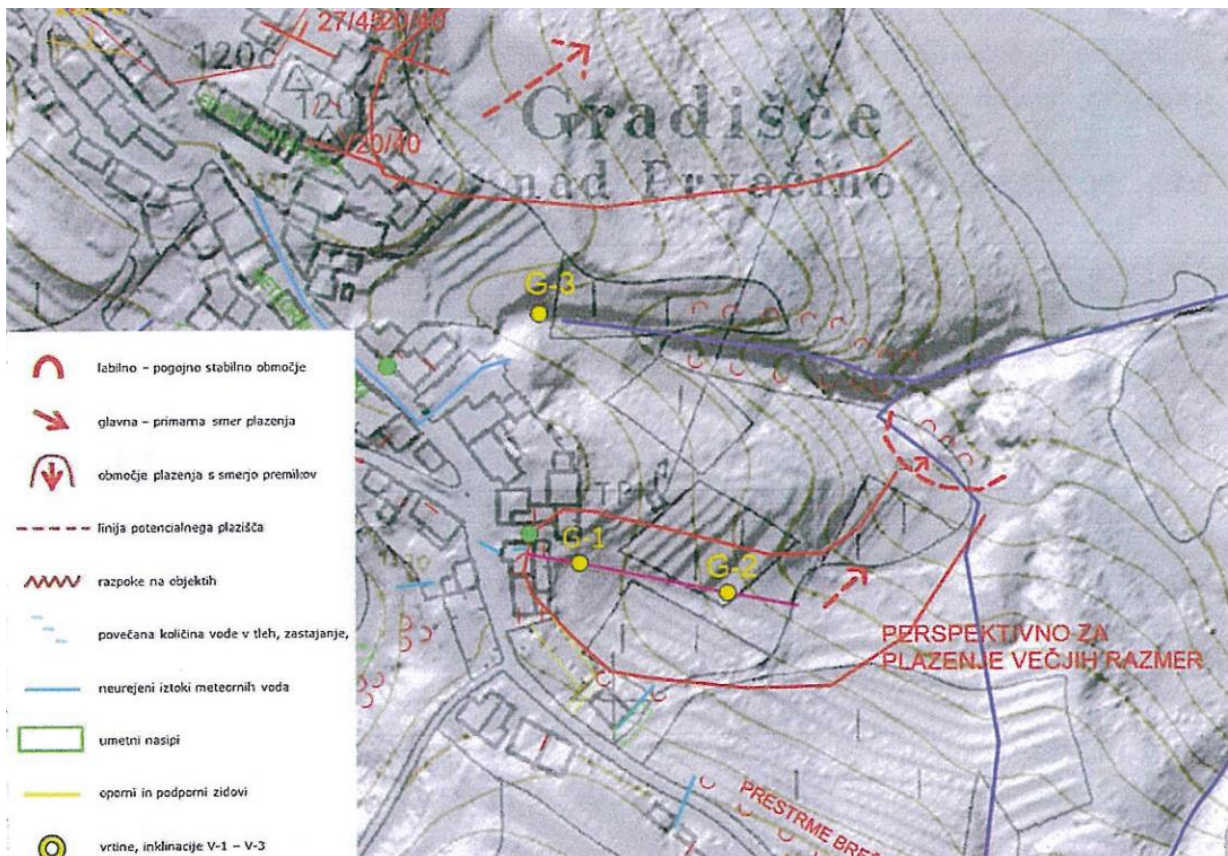 27/45
20/40
120c
120
20/40
Gradišče
nad Prvačino
G-3
G-1
G-2
PERSPEKTIVNO ZA
PLAZENJE VEČJIH RAZMER
PRESTRME
labilno – pogojno stabilno območje
glavna – primarna smer plazenja
območje plazenja s smerjo premikov
linija potencialnega plazišča
razpoke na objektih
povečana količina vode v tleh, zastajanje,
neurejeni iztoki meteornih voda
umetni nasipi
oporni in podporni zidovi
vrtine, inklinacije V-1 – V-3